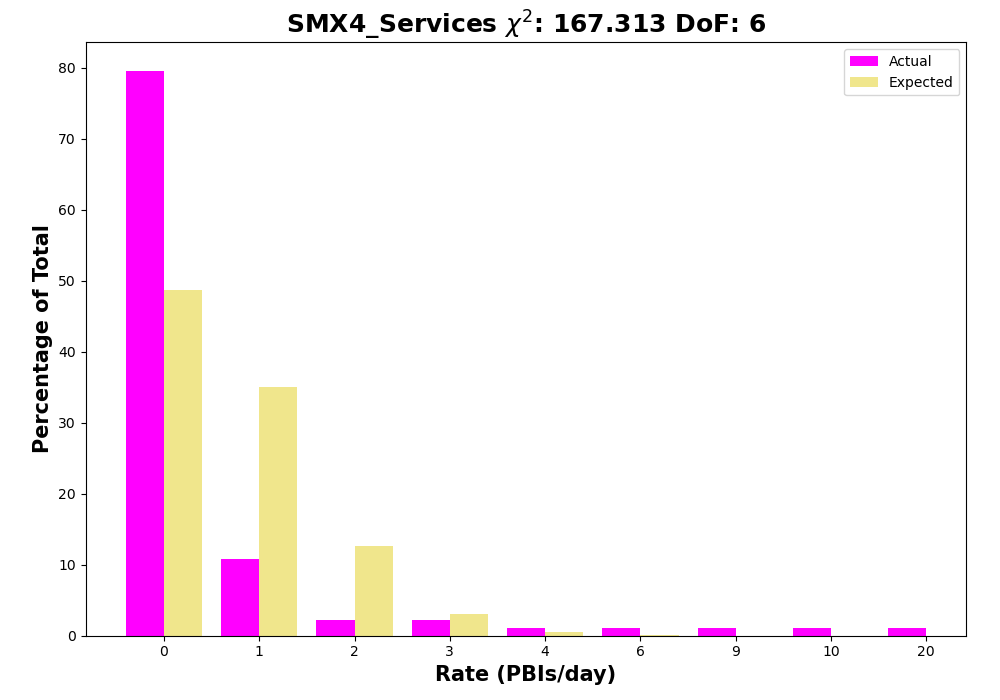 SMX4_Services χ²: 167.313 DoF: 6
Actual
Expected
Percentage of Total
80
70
60
50
40
30
20
10
0
0 1 2 3 4 6 9 10 20
Rate (PBIs/day)